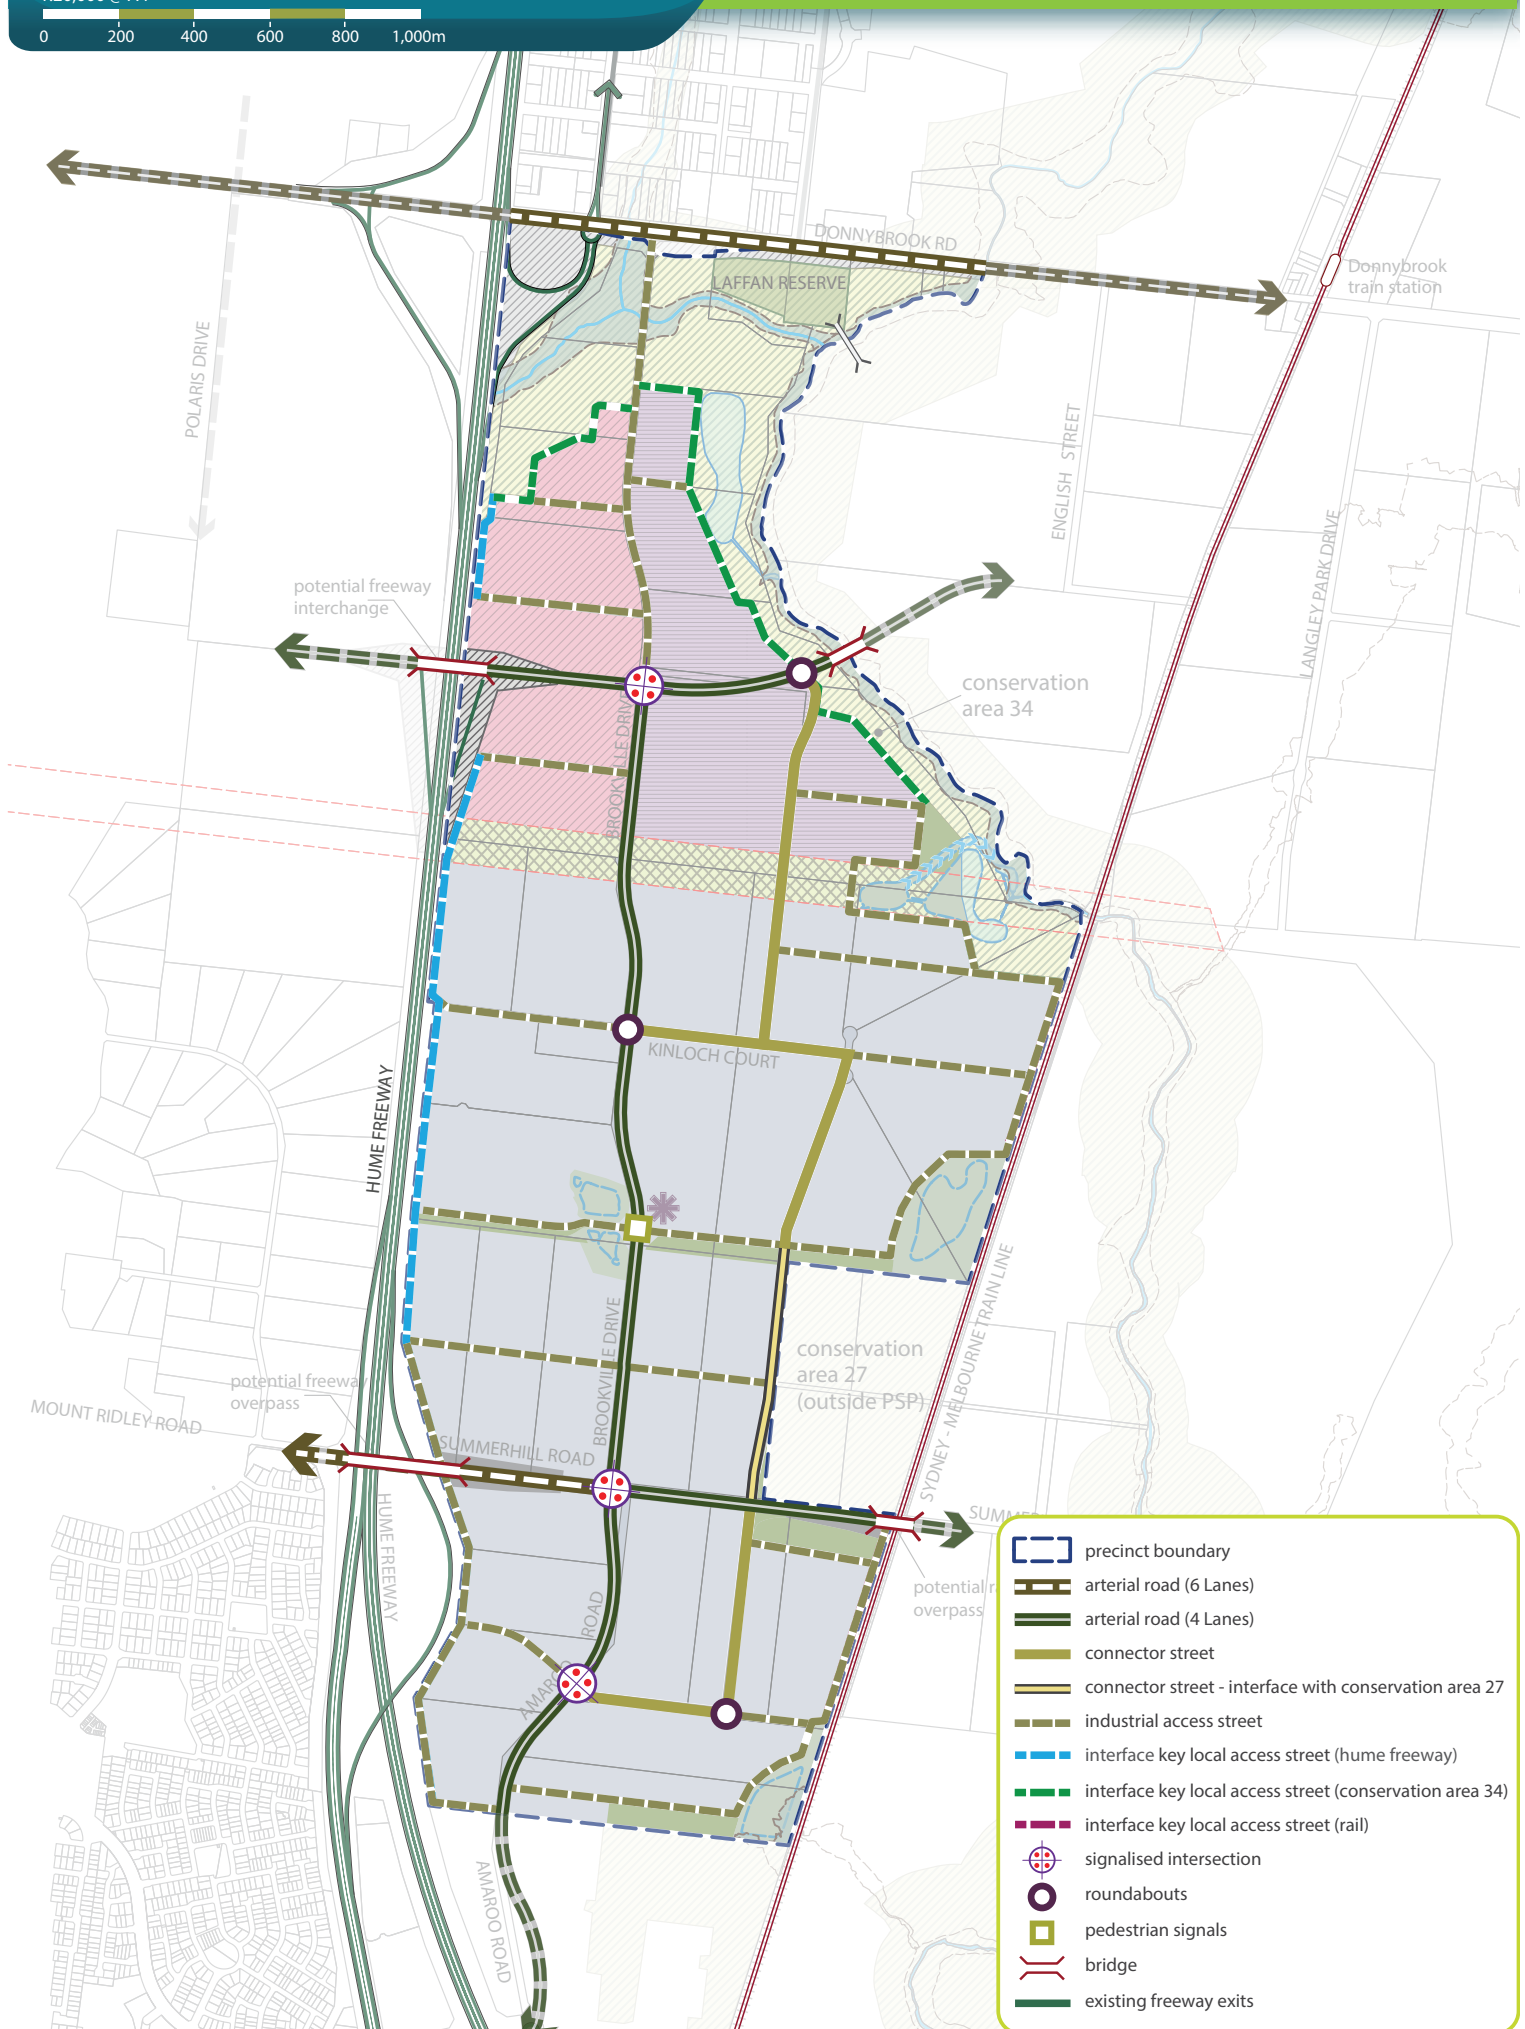 0 200 400 600 800 1,000m
DONNYBROOK RD
LAFFAN RESERVE
Donnybrook
train station
POLARIS DRIVE
ENGLISH STREET
LANGLEY PARK DRIVE
potential freeway
interchange
conservation
area 34
BROOKVILLE DRIVE
KINLOCH COURT
HUME FREEWAY
BROOKVILLE DRIVE
conservation
area 27
(outside PSP)
SYDNEY - MELBOURNE TRAIN LINE
potential freeway
overpass
MOUNT RIDLEY ROAD
SUMMERHILL ROAD
HUME FREEWAY
potential
overpass
AMAROO ROAD
AMAROO ROAD
precinct boundary
arterial road (6 Lanes)
arterial road (4 Lanes)
connector street
connector street - interface with conservation area 27
industrial access street
interface key local access street (hume freeway)
interface key local access street (conservation area 34)
interface key local access street (rail)
signalised intersection
roundabouts
pedestrian signals
bridge
existing freeway exits